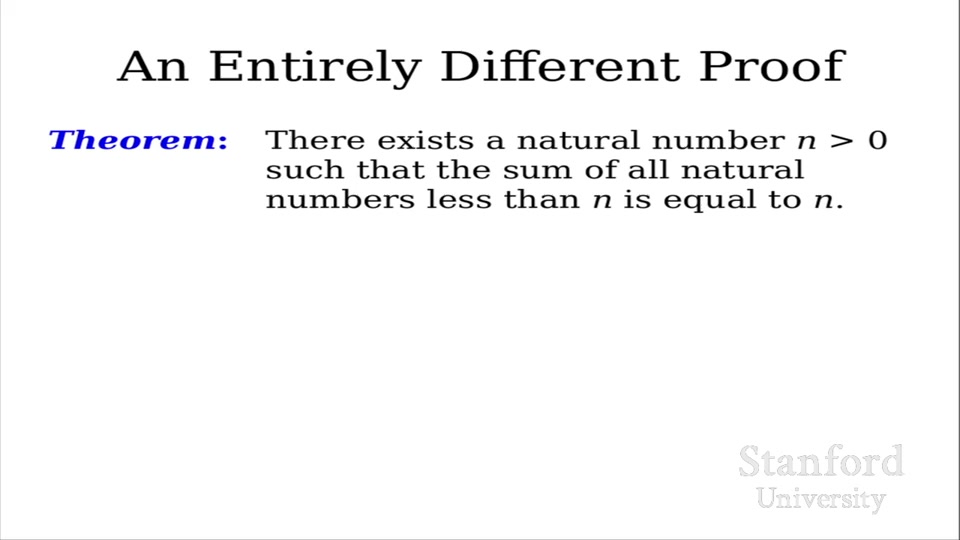 An Entirely Different Proof
Theorem: There exists a natural number n > 0
such that the sum of all natural
numbers less than n is equal to n.
Stanford
University